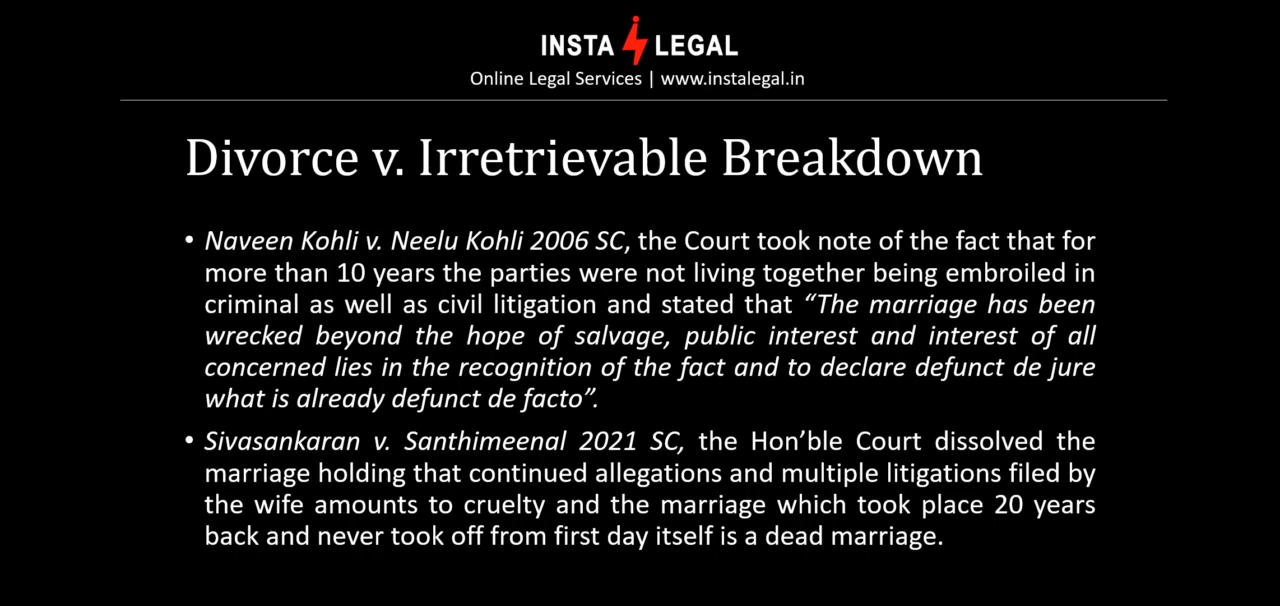 INSTA LEGAL
Online Legal Services | www.instalegal.in
Divorce v. Irretrievable Breakdown
• Naveen Kohli v. Neelu Kohli 2006 SC, the Court took note of the fact that for
more than 10 years the parties were not living together being embroiled in
criminal as well as civil litigation and stated that “The marriage has been
wrecked beyond the hope of salvage, public interest and interest of all
concerned lies in the recognition of the fact and to declare defunct de jure
what is already defunct de facto”.
• Sivasankaran v. Santhimeenal 2021 SC, the Hon’ble Court dissolved the
marriage holding that continued allegations and multiple litigations filed by
the wife amounts to cruelty and the marriage which took place 20 years
back and never took off from first day itself is a dead marriage.